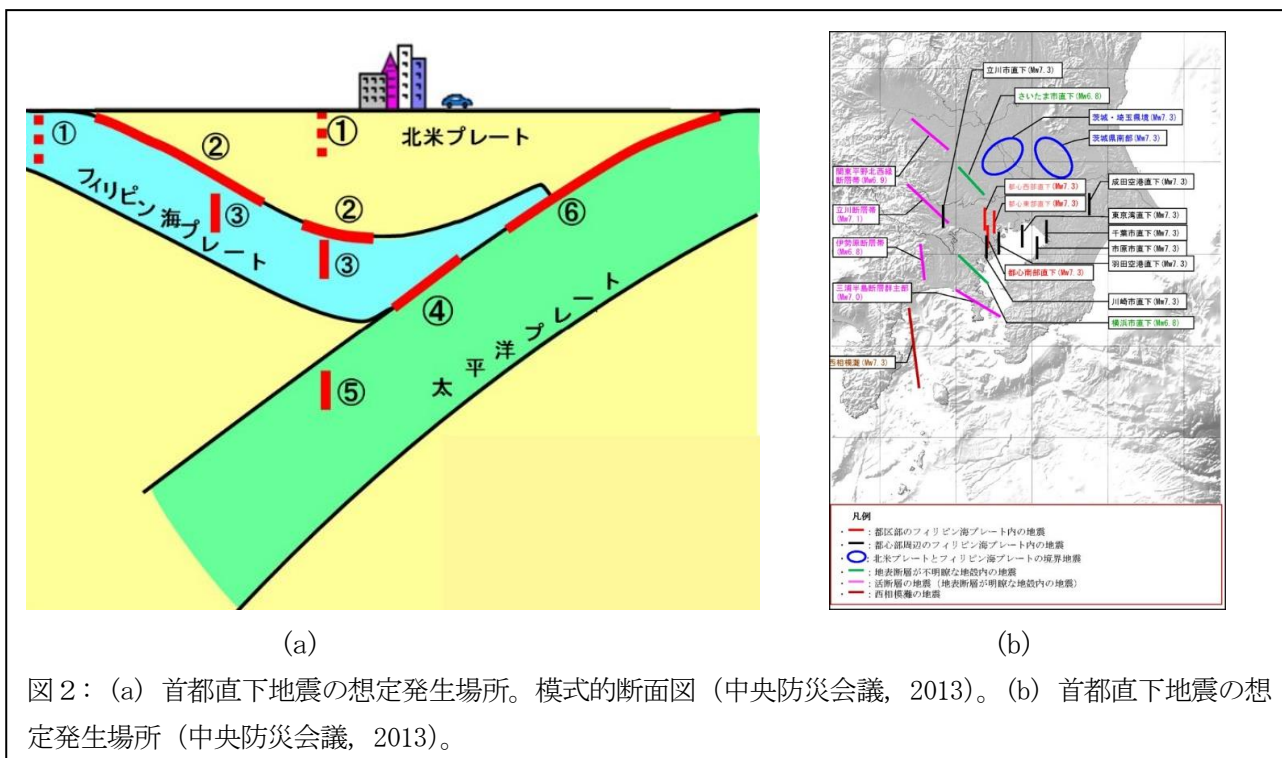 ①
②
①
北米プレート
フィリピン海プレート
③
②
③
⑥
④
⑤
太平洋プレート
(a)
立川市直下(Mw7.3)
さいたま市直下(Mw6.8)
茨城・埼玉県境(Mw7.3)
茨城県南部(Mw7.3)
関東平野北西縁
断層帯(Mw6.9)
都心西部直下(Mw7.3)
都心東部直下(Mw7.3)
成田空港直下(Mw7.3)
立川断層帯
(Mw7.1)
東京湾直下(Mw7.3)
千葉市直下(Mw7.3)
伊勢原断層帯
(Mw6.8)
市原市直下(Mw7.3)
羽田空港直下(Mw7.3)
都心南部直下(Mw7.3)
三浦半島断層群主部
(Mw7.0)
川崎市直下(Mw7.3)
横浜市直下(Mw6.8)
西相模灘(Mw7.3)
凡例
・ :都区部のフィリピン海プレート内の地震
・ :都心部周辺のフィリピン海プレート内の地震
・ :北米プレートとフィリピン海プレートの境界地震
・ :地表断層が不明瞭な地殻内の地震
・ :活断層の地震(地表断層が明瞭な地殻内の地震)
・ :西相模灘の地震
(b)
図2: (a) 首都直下地震の想定発生場所。模式的断面図(中央防災会議, 2013)。(b) 首都直下地震の想
定発生場所(中央防災会議, 2013)。